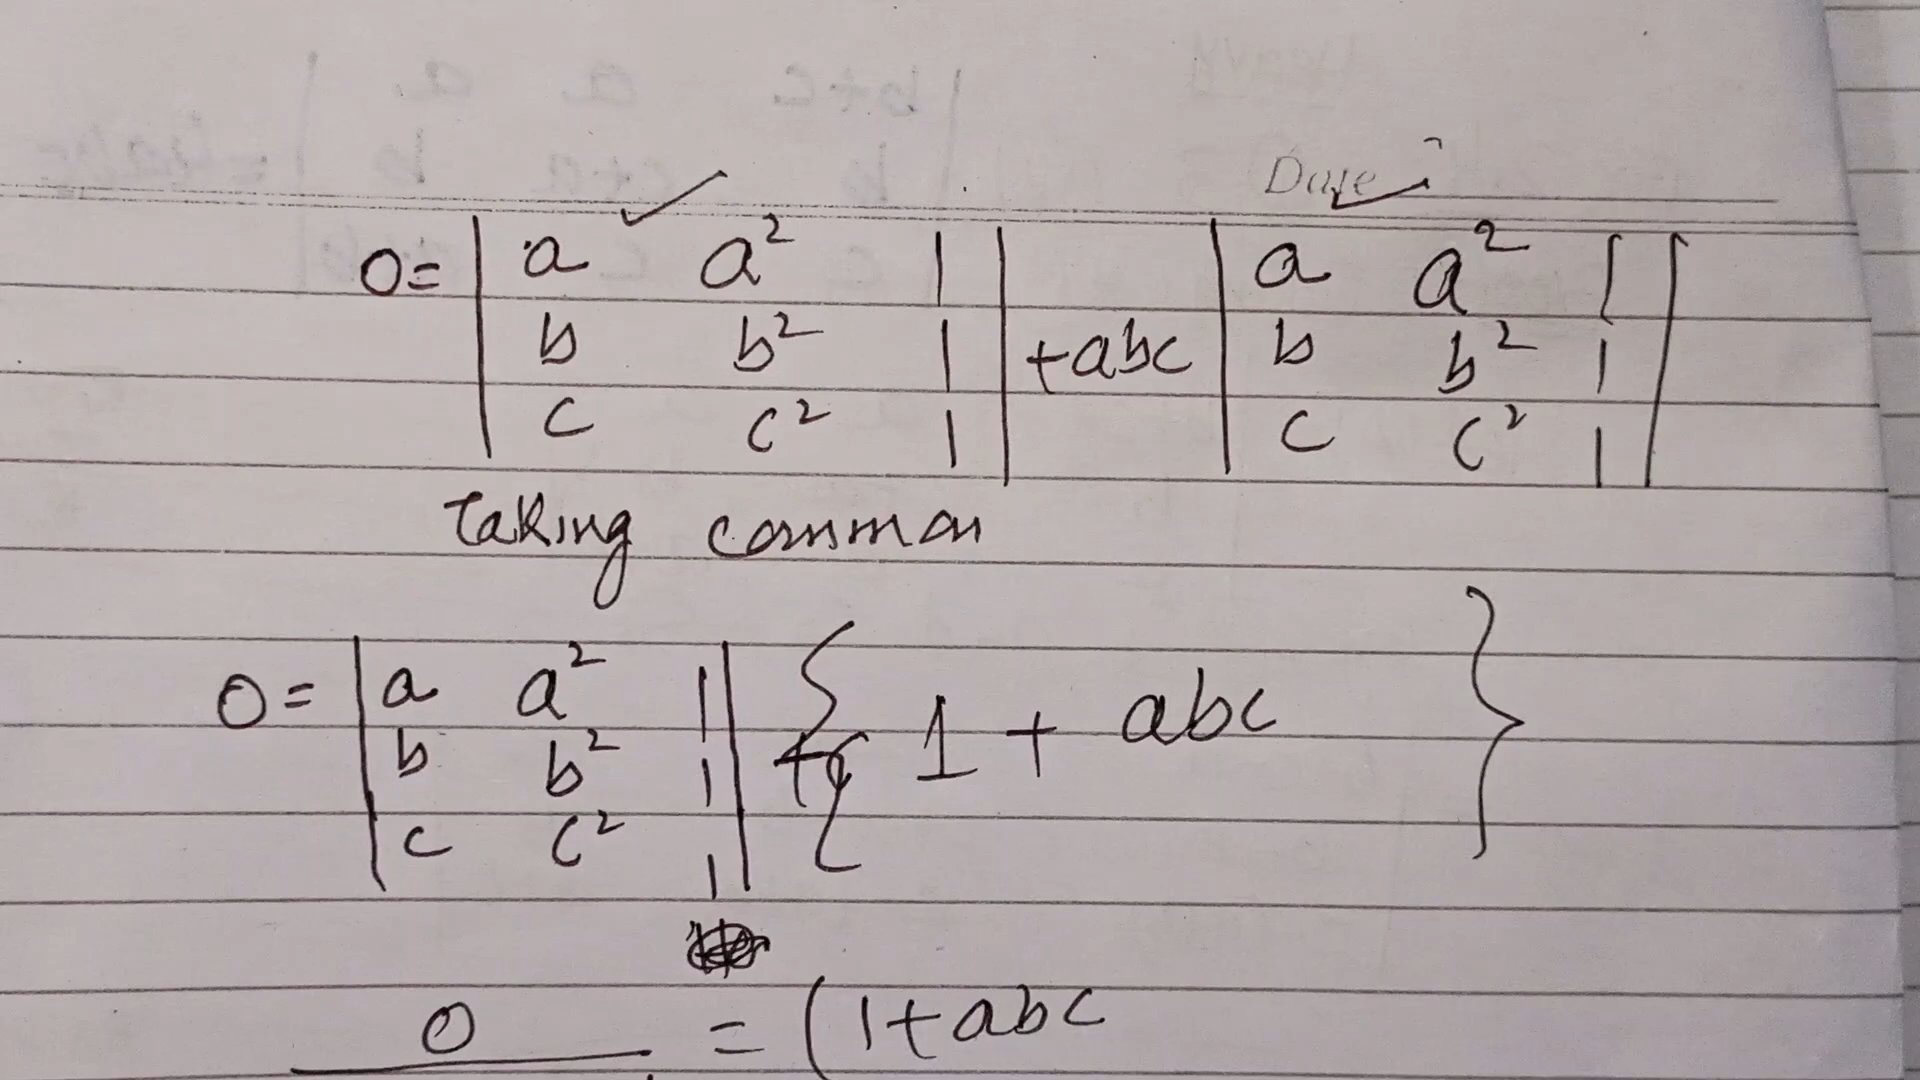 Date
0 = | a a² 1 | + abc | a a² 1 |
| b b² 1 | | b b² 1 |
| c c² 1 | | c c² 1 |
Taking common
0 = | a a² 1 | { 1 + abc }
| b b² 1 |
| c c² 1 |
0 = (1+abc